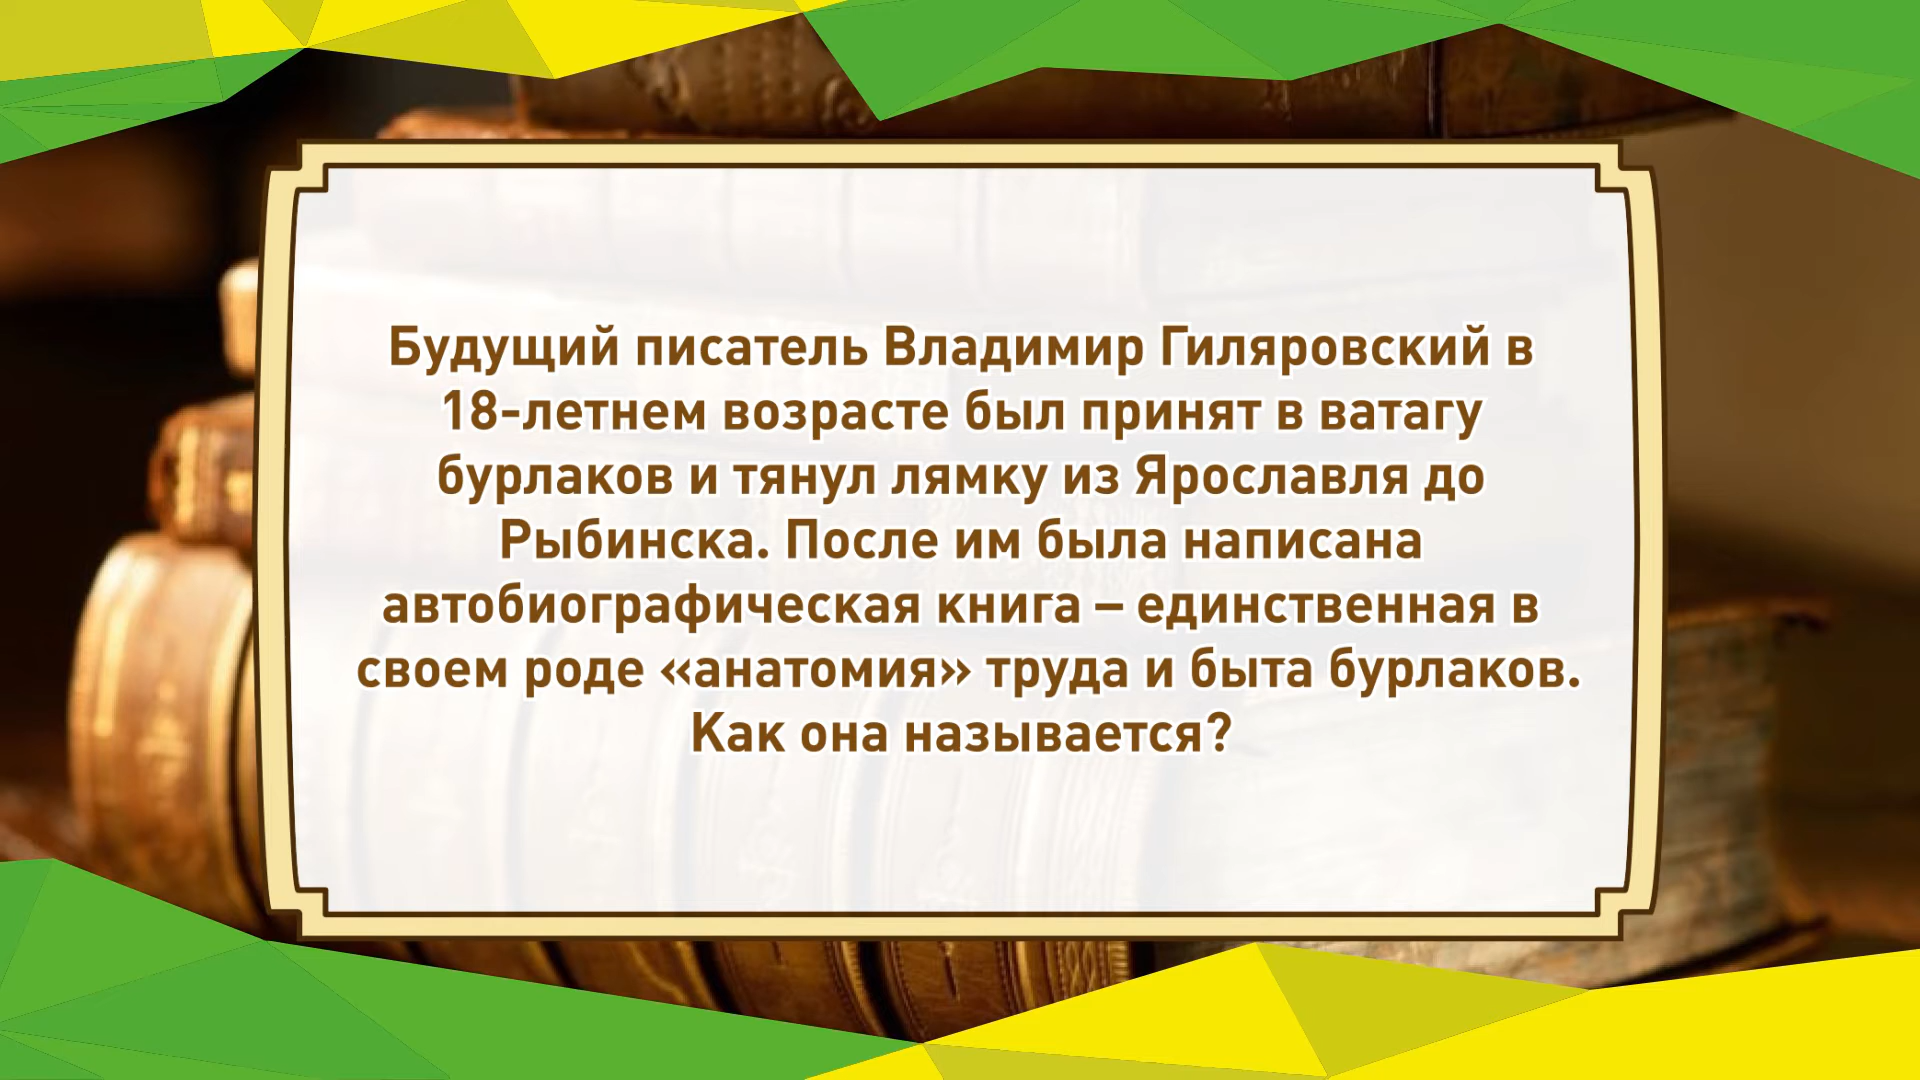 Будущий писатель Владимир Гиляровский в
18-летнем возрасте был принят в ватагу
бурлаков и тянул лямку из Ярославля до
Рыбинска. После им была написана
автобиографическая книга – единственная в
своем роде «анатомия» труда и быта бурлаков.
Как она называется?